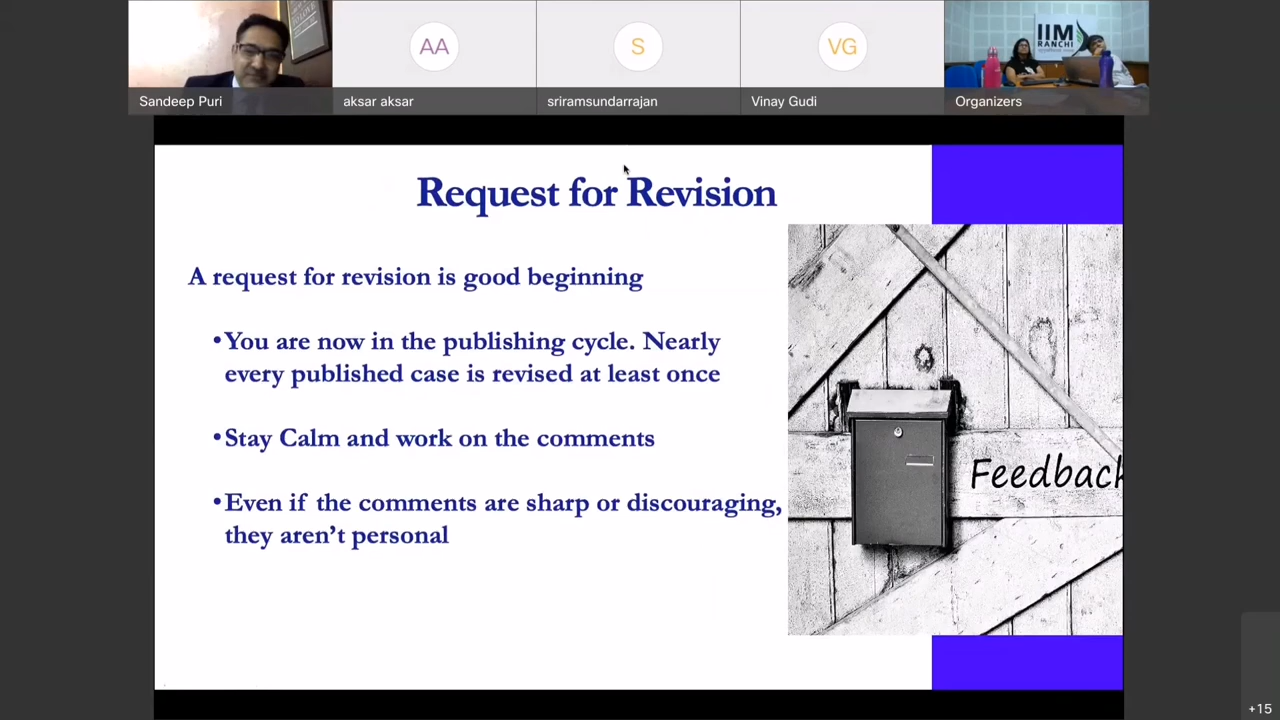 AA
S
VG
IIM
RANCHI
Sandeep Puri
aksar aksar
sriramsundarrajan
Vinay Gudi
Organizers
Request for Revision
A request for revision is good beginning
•You are now in the publishing cycle. Nearly
every published case is revised at least once
•Stay Calm and work on the comments
•Even if the comments are sharp or discouraging,
they aren't personal
Feedback
+15